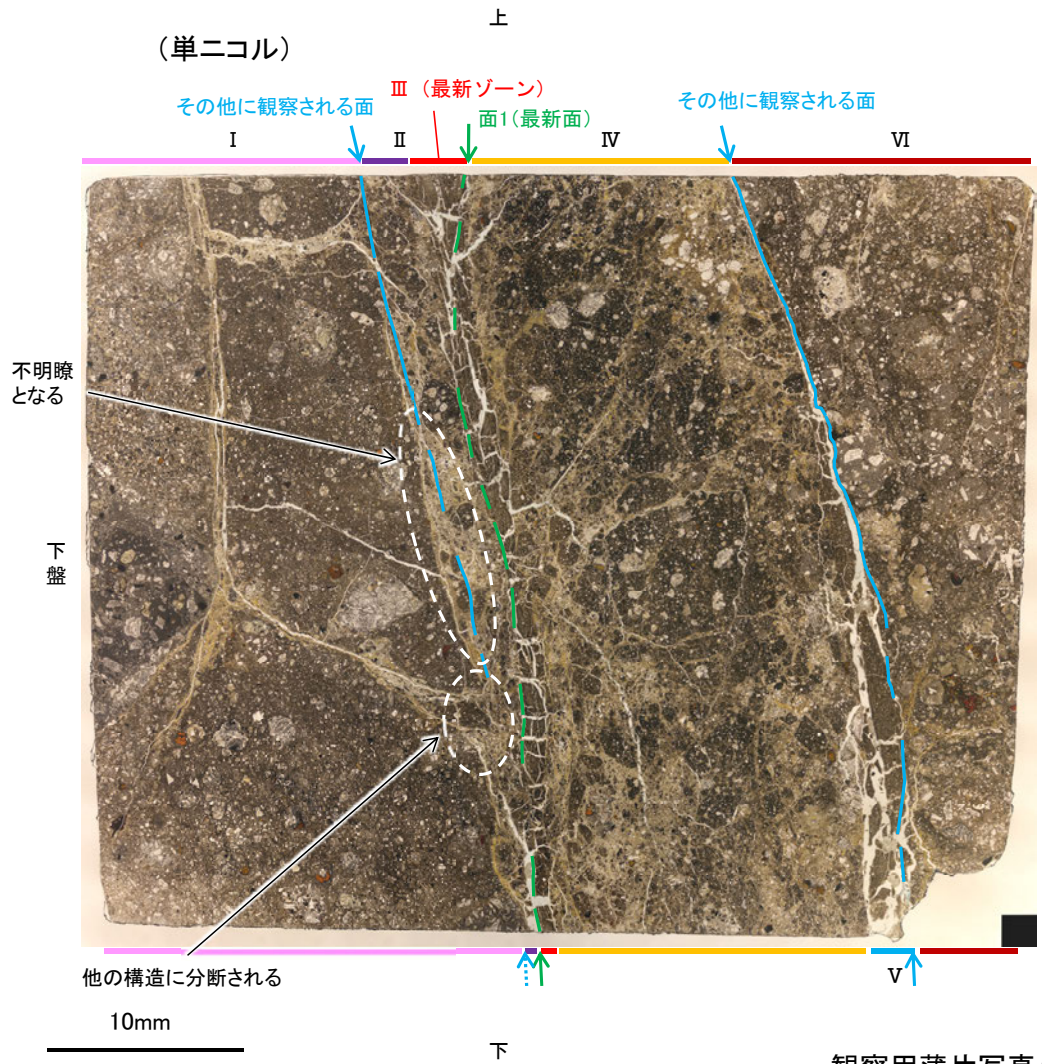 上
（単ニコル）
Ⅲ（最新ゾーン）
その他に観察される面
面1（最新面）
その他に観察される面
Ⅰ
Ⅱ
Ⅳ
Ⅵ
不明瞭
となる
下
盤
他の構造に分断される
Ⅴ
10mm
下